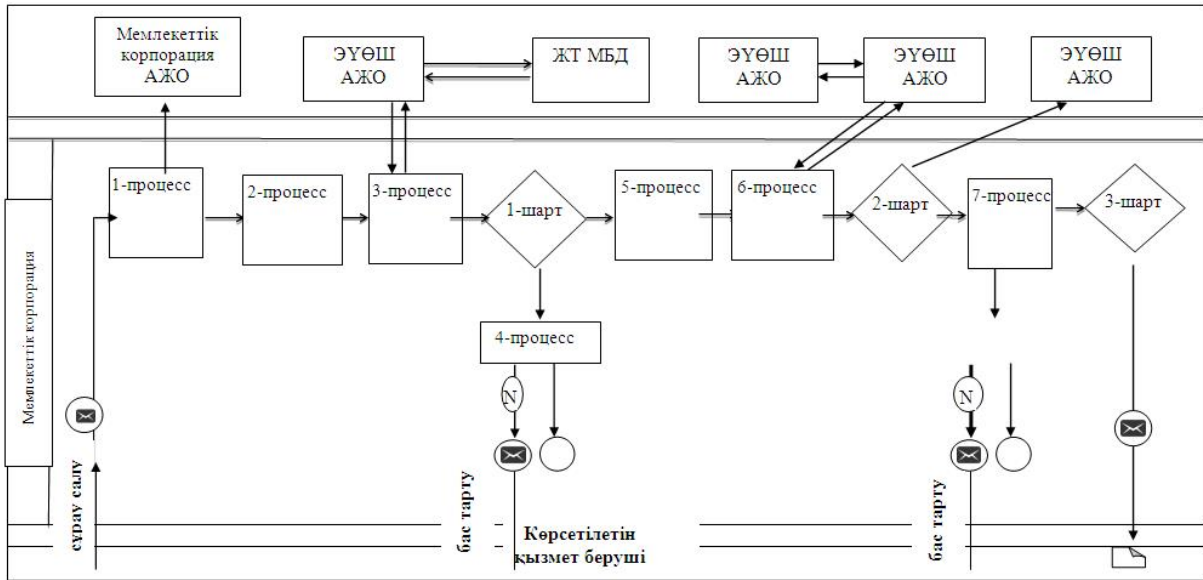 Мемлекеттік
корпорация
АЖО
ЭҮӨШ
АЖО
ЖТ МБД
ЭҮӨШ
АЖО
ЭҮӨШ
АЖО
ЭҮӨШ
АЖО
Мемлекеттік корпорация
1-процесс
2-процесс
3-процесс
1-шарт
5-процесс
6-процесс
2-шарт
7-процесс
3-шарт
4-процесс
N
N
сұрау салу
бас тарту
бас тарту
Көрсетілетін
қызмет беруші